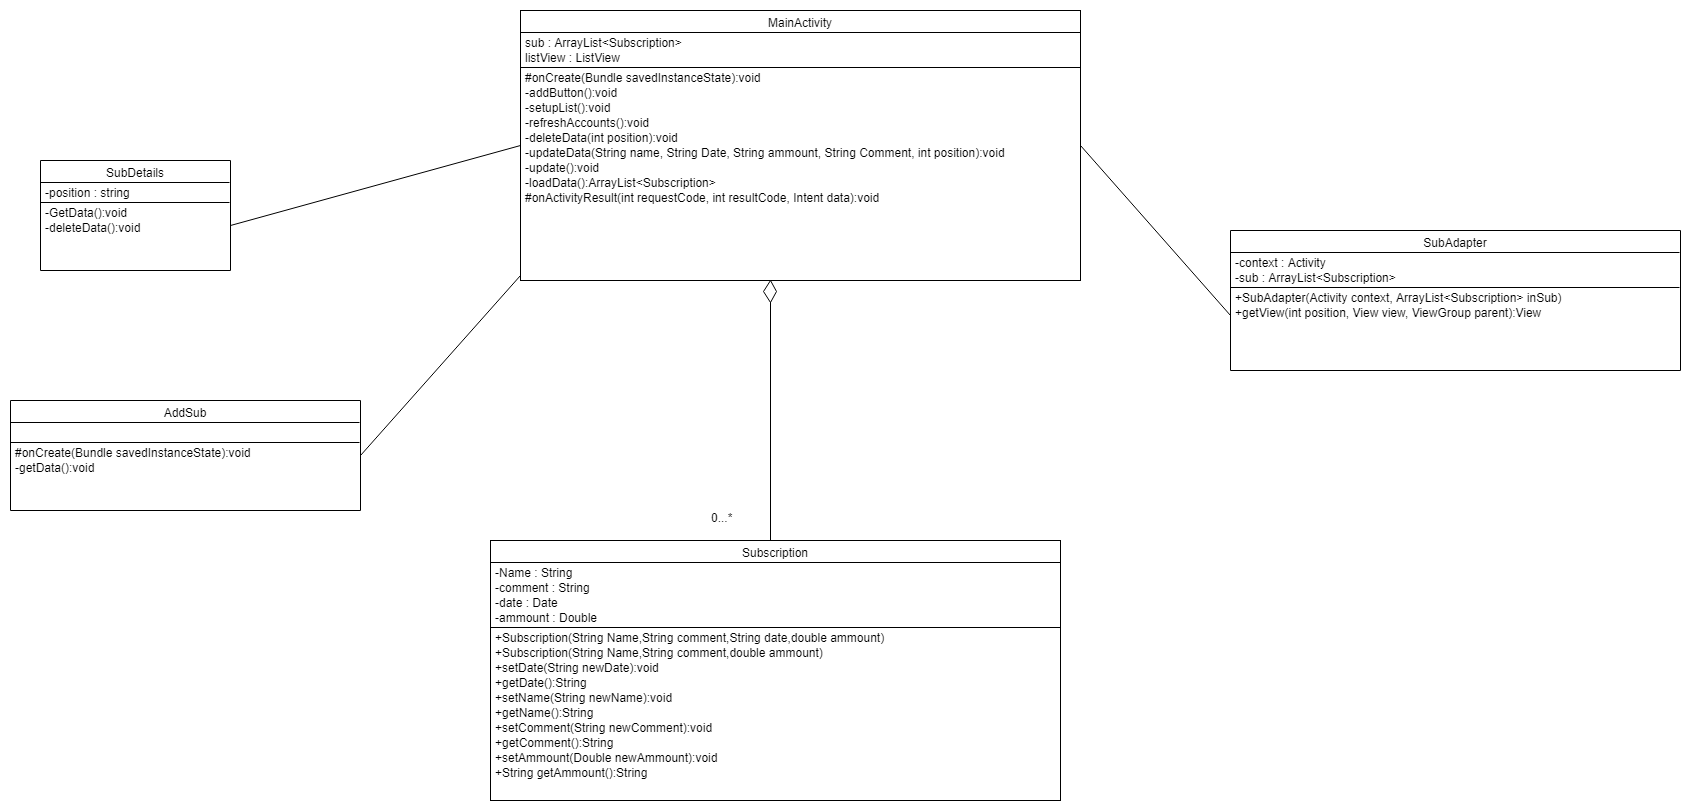 MainActivity
sub : ArrayList<Subscription>
listView : ListView
#onCreate(Bundle savedInstanceState):void
-addButton():void
-setupList():void
-refreshAccounts():void
-deleteData(int position):void
-updateData(String name, String Date, String ammount, String Comment, int position):void
-update():void
-loadData():ArrayList<Subscription>
#onActivityResult(int requestCode, int resultCode, Intent data):void
SubDetails
-position : string
-GetData():void
-deleteData():void
SubAdapter
-context : Activity
-sub : ArrayList<Subscription>
+SubAdapter(Activity context, ArrayList<Subscription> inSub)
+getView(int position, View view, ViewGroup parent):View
AddSub
#onCreate(Bundle savedInstanceState):void
-getData():void
0...*
Subscription
-Name : String
-comment : String
-date : Date
-ammount : Double
+Subscription(String Name,String comment,String date,double ammount)
+Subscription(String Name,String comment,double ammount)
+setDate(String newDate):void
+getDate():String
+setName(String newName):void
+getName():String
+setComment(String newComment):void
+getComment():String
+setAmmount(Double newAmmount):void
+String getAmmount():String